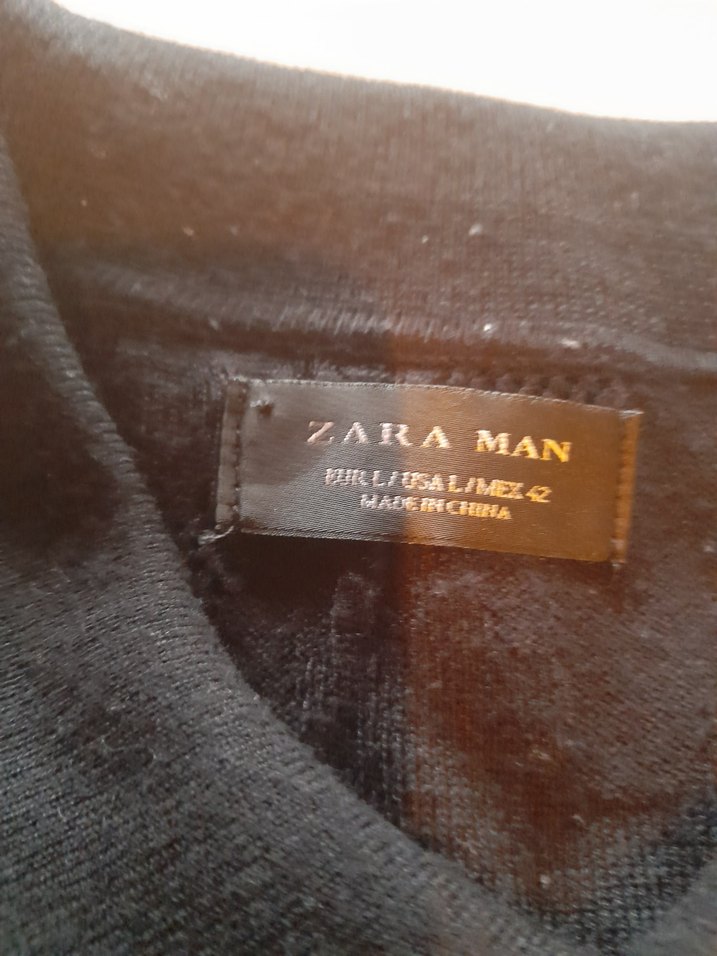 ZARA MAN
EUR L / USA L / MEX 42
MADE IN CHINA